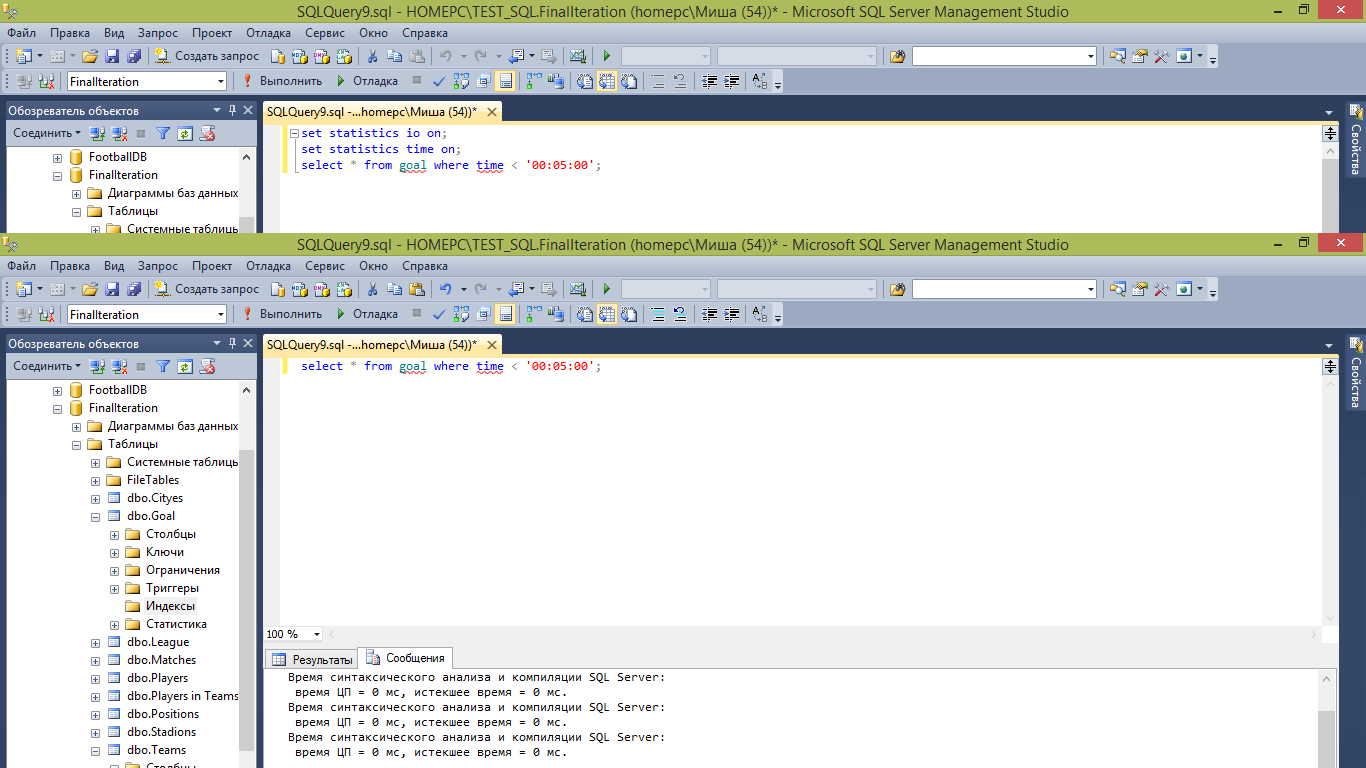 SQLQuery9.sql - HOMEPC\TEST_SQL.FinalIteration (homepc\Миша (54))* - Microsoft SQL Server Management Studio
Файл Правка Вид Запрос Проект Отладка Сервис Окно Справка
Создать запрос
FinalIteration Выполнить Отладка
Обозреватель объектов
SQLQuery9.sql -...homepc\Миша (54))*
Соединить
FootballDB
FinalIteration
Диаграммы баз данных
Таблицы
Системные таблицы
set statistics io on;
set statistics time on;
select * from goal where time < '00:05:00';
Свойства
SQLQuery9.sql - HOMEPC\TEST_SQL.FinalIteration (homepc\Миша (54))* - Microsoft SQL Server Management Studio
Файл Правка Вид Запрос Проект Отладка Сервис Окно Справка
Создать запрос
FinalIteration Выполнить Отладка
Обозреватель объектов
SQLQuery9.sql -...homepc\Миша (54))*
Соединить
FootballDB
FinalIteration
Диаграммы баз данных
Таблицы
Системные таблицы
FileTables
dbo.Cityes
dbo.Goal
Столбцы
Ключи
Ограничения
Триггеры
Индексы
Статистика
dbo.League
dbo.Matches
dbo.Players
dbo.Players in Teams
dbo.Positions
dbo.Stadions
dbo.Teams
Столбцы
select * from goal where time < '00:05:00';
Свойства
100 %
Результаты Сообщения
Время синтаксического анализа и компиляции SQL Server:
время ЦП = 0 мс, истекшее время = 0 мс.
Время синтаксического анализа и компиляции SQL Server:
время ЦП = 0 мс, истекшее время = 0 мс.
Время синтаксического анализа и компиляции SQL Server:
время ЦП = 0 мс, истекшее время = 0 мс.